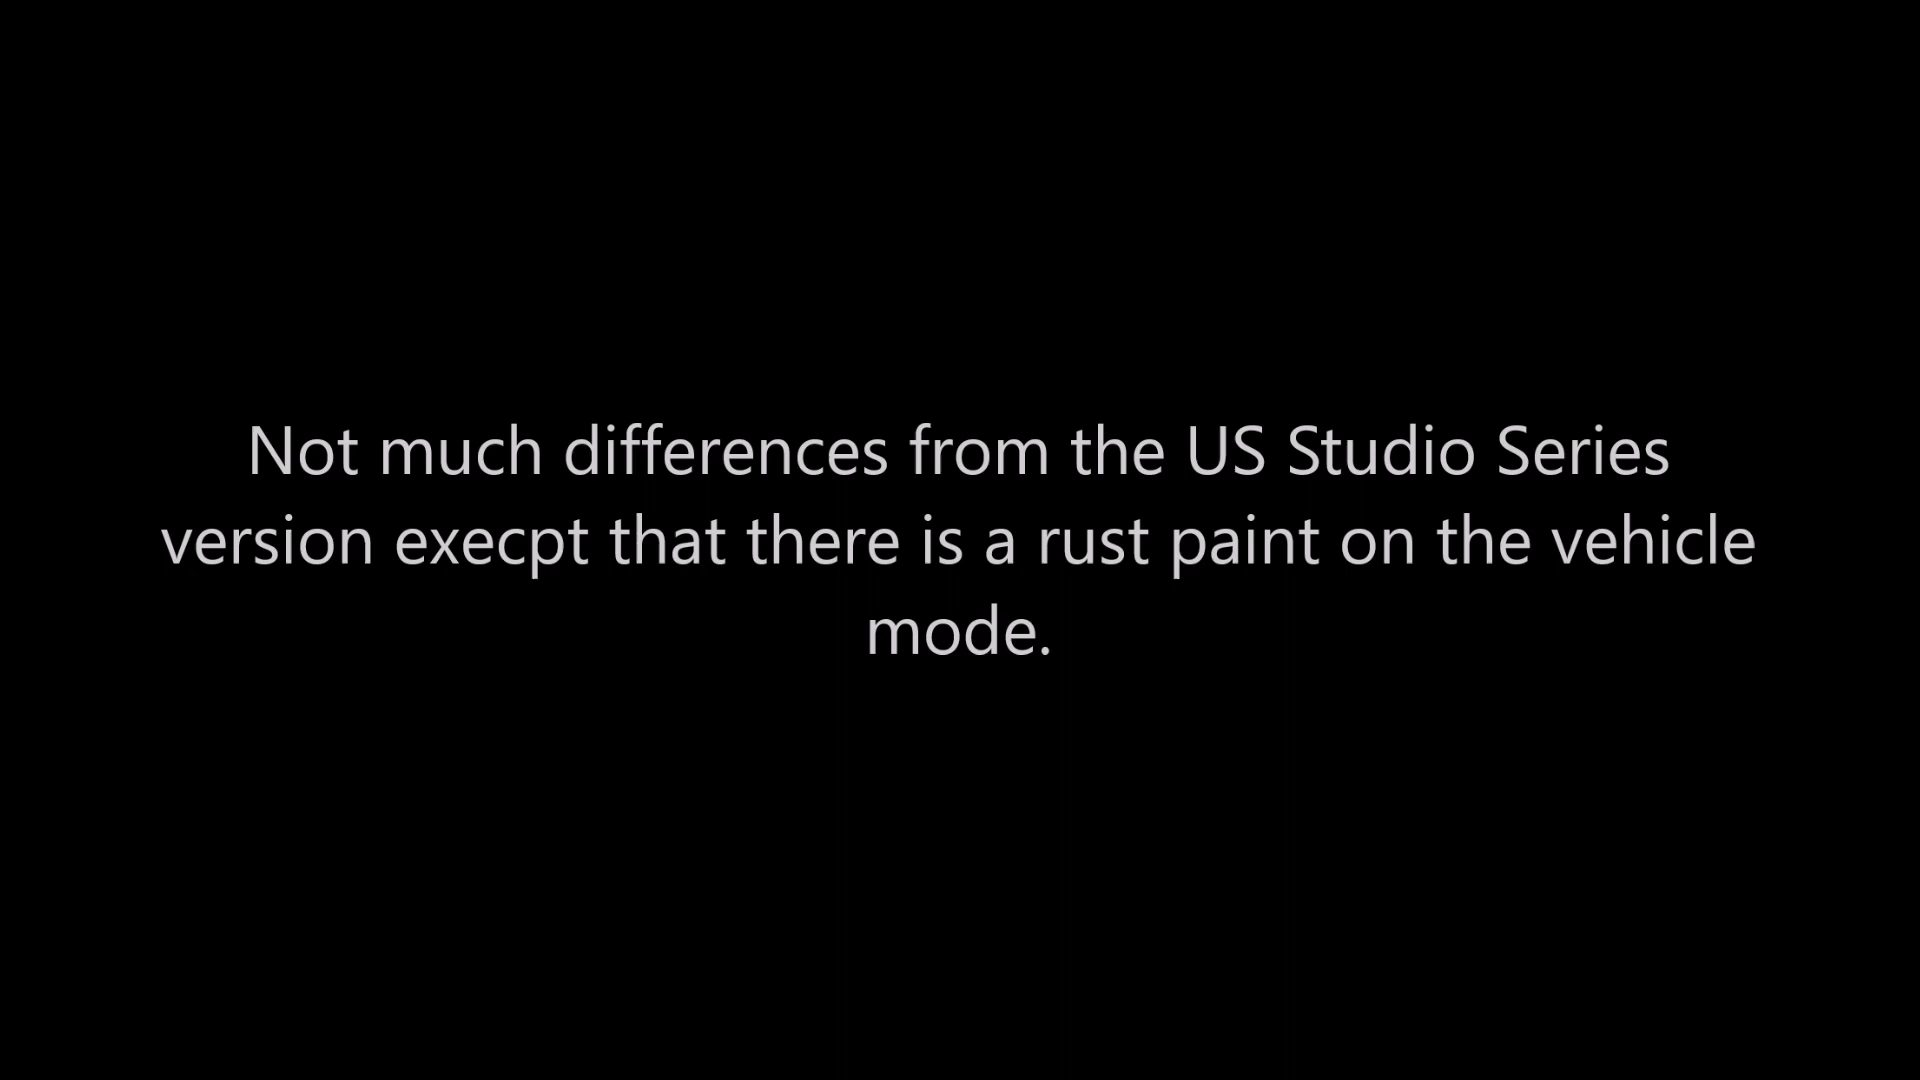 Not much differences from the US Studio Series
version execpt that there is a rust paint on the vehicle
mode.